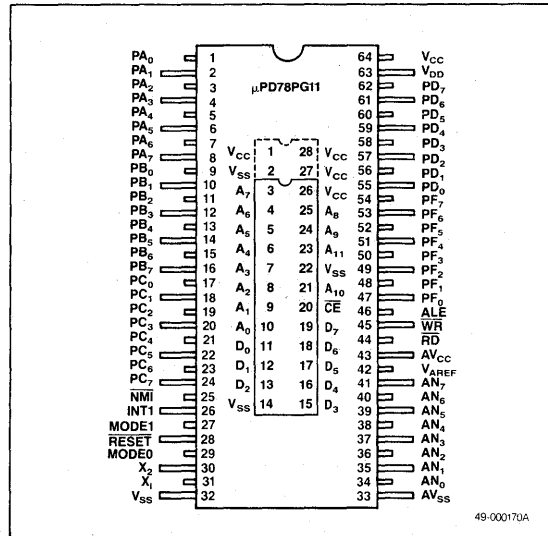 PA0 1 64 VCC
PA1 2 63 VDD
PA2 3 µPD78PG11 62 PD7
PA3 4 61 PD6
PA4 5 60 PD5
PA5 6 59 PD4
PA6 7 58 PD3
PA7 8 VCC 1 28 VCC 57 PD2
PB0 9 VSS 2 27 VCC 56 PD1
PB1 10 A7 3 26 VCC 55 PD0
PB2 11 54 PF7
PB3 12 A6 4 25 A8 53 PF6
PB4 13 A5 5 24 A9 52 PF5
PB5 14 51 PF4
PB6 15 A4 6 23 A11 50 PF3
PB7 16 A3 7 22 VSS 49 PF2
PC0 17 A2 8 21 A10 48 PF1
PC1 18 47 PF0
PC2 19 A1 9 20 CE 46 ALE
PC3 20 A0 10 19 D7 45 WR
PC4 21 D0 11 18 D6 44 RD
PC5 22 43 AVCC
PC6 23 D1 12 17 D5 42 VAREF
PC7 24 D2 13 16 D4 41 AN7
NMI 25 VSS 14 15 D3 40 AN6
INT1 26 39 AN5
MODE1 27 38 AN4
RESET 28 37 AN3
MODE0 29 36 AN2
X2 30 35 AN1
X1 31 34 AN0
VSS 32 33 AVSS
49-000170A